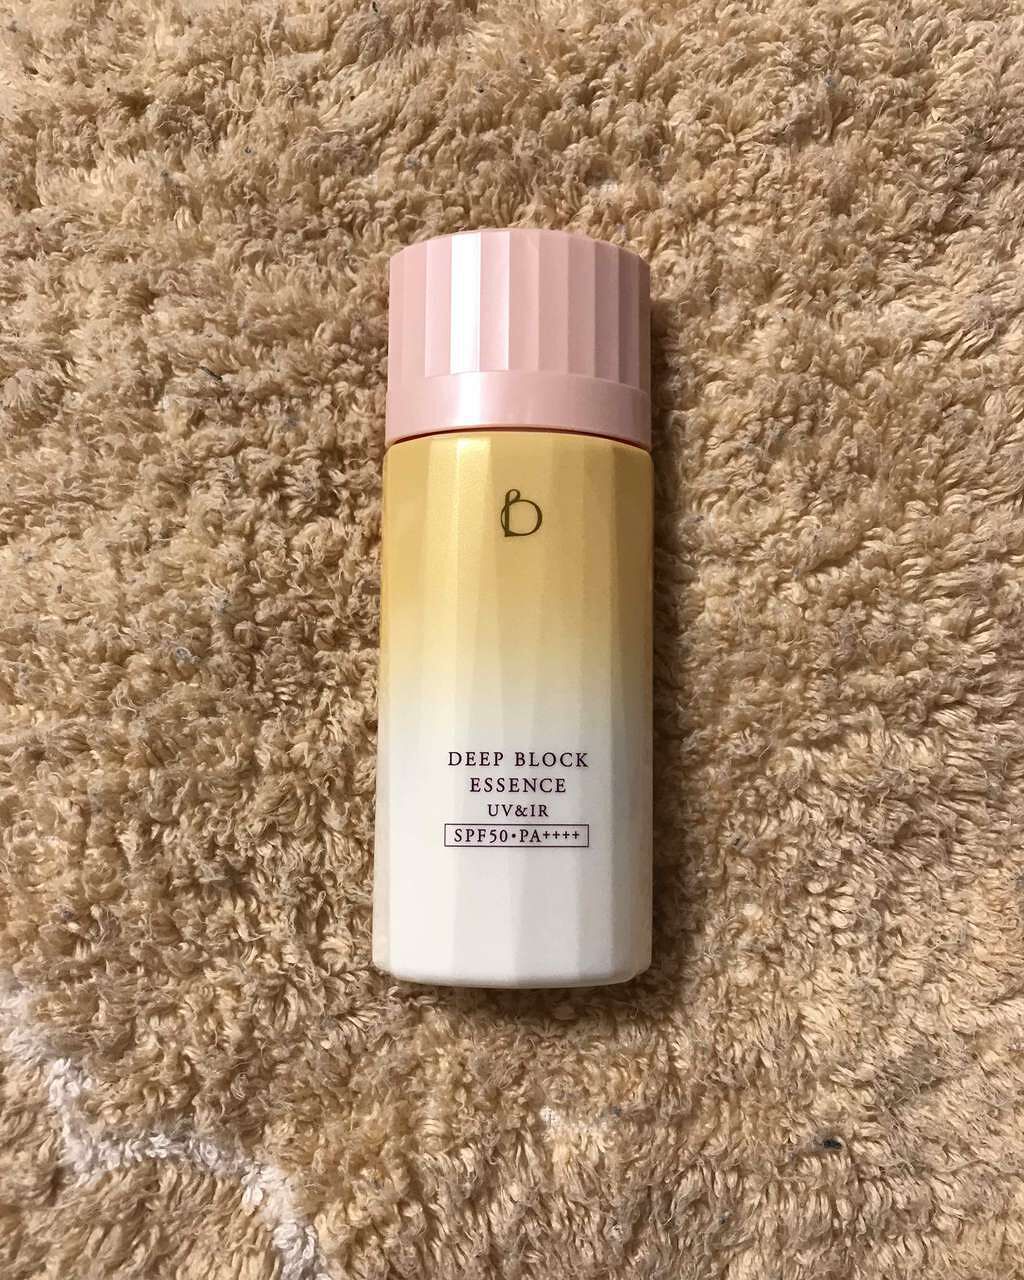 DEEP BLOCK
ESSENCE
UV&IR
SPF50•PA++++